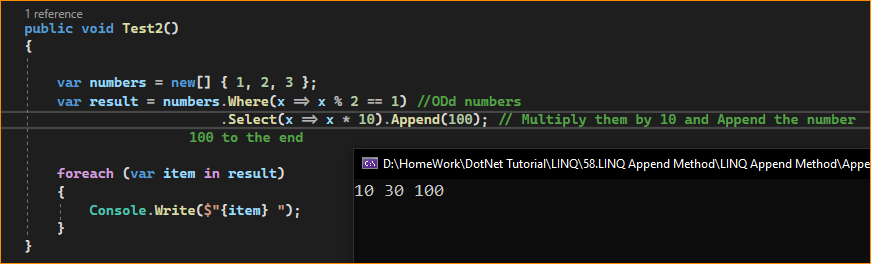 1 reference
public void Test2()
{
var numbers = new[] { 1, 2, 3 };
var result = numbers.Where(x => x % 2 == 1) //ODd numbers
.Select(x => x * 10).Append(100); // Multiply them by 10 and Append the number
100 to the end
foreach (var item in result)
{
Console.Write($"{item} ");
}
}
D:\HomeWork\DotNet Tutorial\LINQ\58.LINQ Append Method\LINQ Append Method\Appe
10 30 100